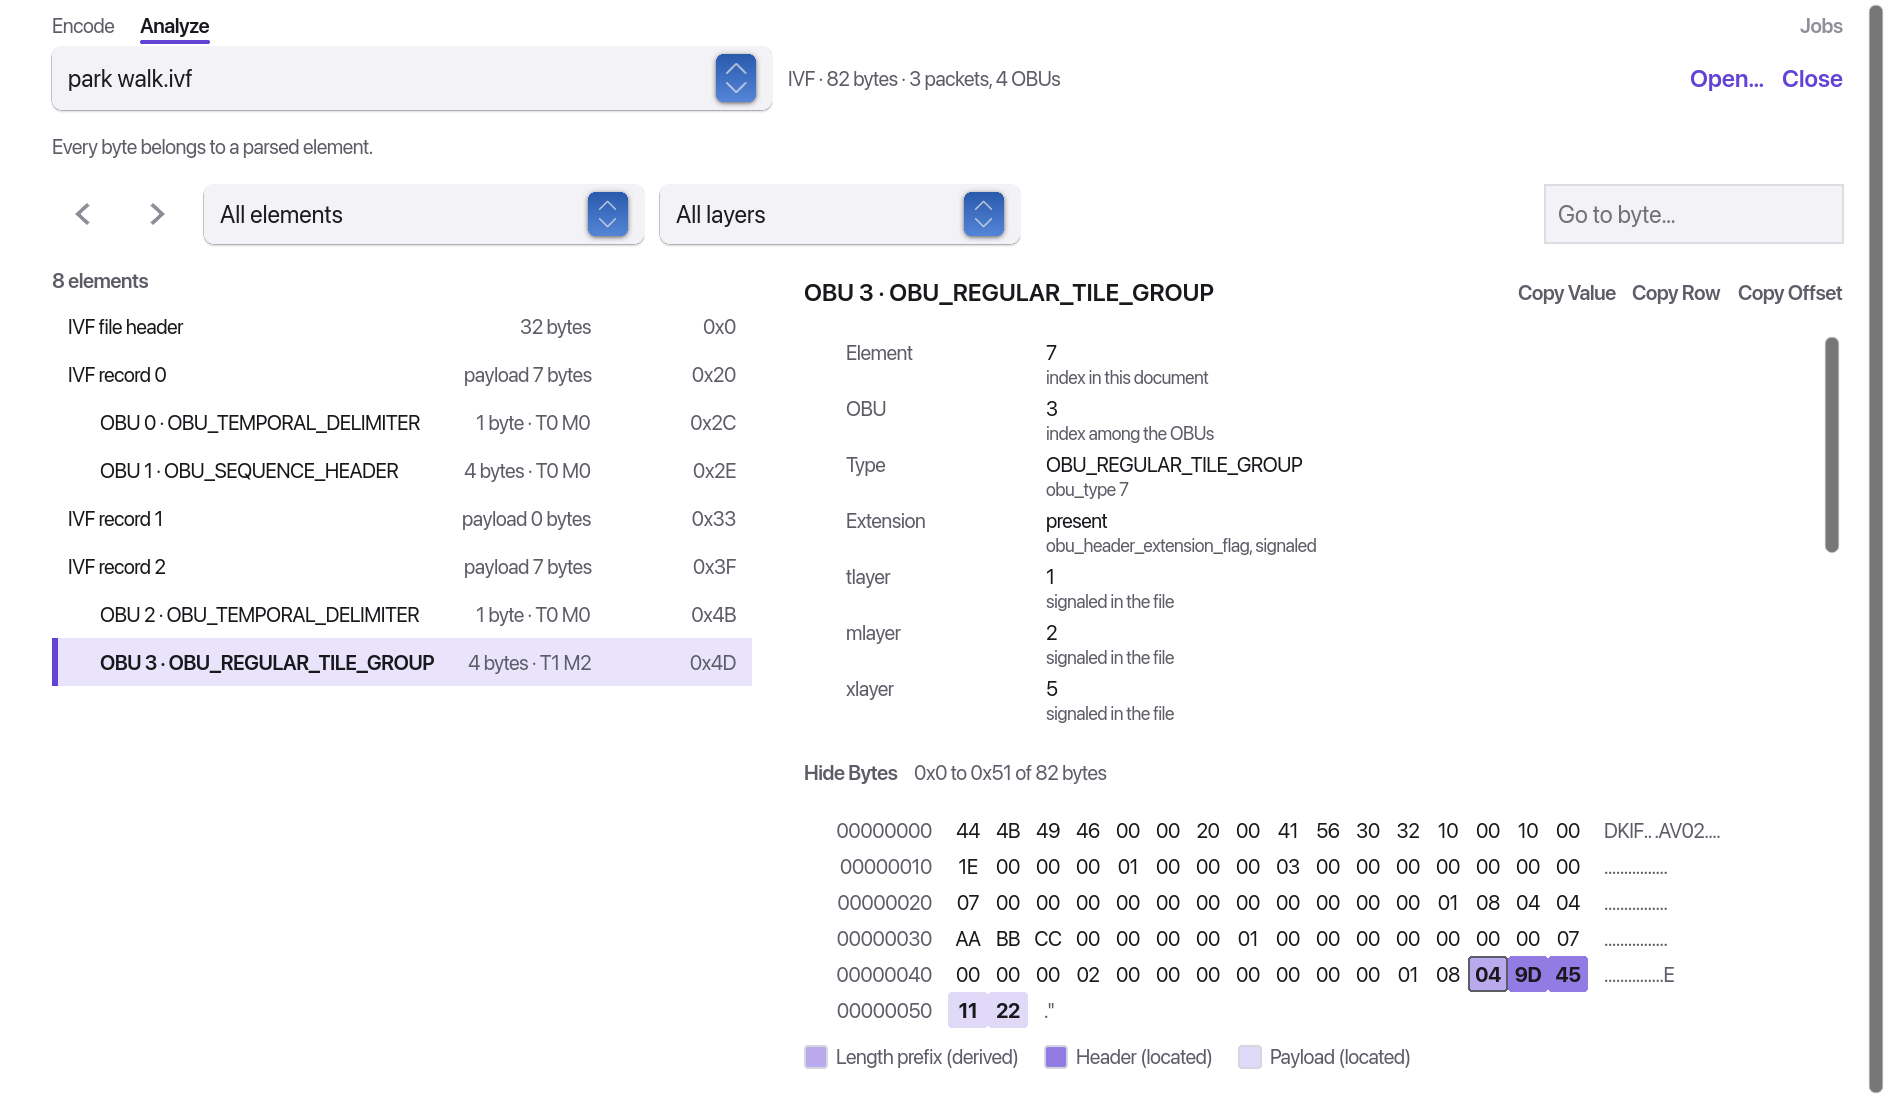 Encode Analyze Jobs
park walk.ivf IVF · 82 bytes · 3 packets, 4 OBUs Open... Close
Every byte belongs to a parsed element.
All elements All layers Go to byte...
8 elements
IVF file header 32 bytes 0x0
IVF record 0 payload 7 bytes 0x20
OBU 0 · OBU_TEMPORAL_DELIMITER 1 byte · T0 M0 0x2C
OBU 1 · OBU_SEQUENCE_HEADER 4 bytes · T0 M0 0x2E
IVF record 1 payload 0 bytes 0x33
IVF record 2 payload 7 bytes 0x3F
OBU 2 · OBU_TEMPORAL_DELIMITER 1 byte · T0 M0 0x4B
OBU 3 · OBU_REGULAR_TILE_GROUP 4 bytes · T1 M2 0x4D
OBU 3 · OBU_REGULAR_TILE_GROUP Copy Value Copy Row Copy Offset
Element 7
index in this document
OBU 3
index among the OBUs
Type OBU_REGULAR_TILE_GROUP
obu_type 7
Extension present
obu_header_extension_flag, signaled
tlayer 1
signaled in the file
mlayer 2
signaled in the file
xlayer 5
signaled in the file
Hide Bytes 0x0 to 0x51 of 82 bytes
00000000 44 4B 49 46 00 00 20 00 41 56 30 32 10 00 10 00 DKIF.. .AV02....
00000010 1E 00 00 00 01 00 00 00 03 00 00 00 00 00 00 00 ................
00000020 07 00 00 00 00 00 00 00 00 00 00 00 01 08 04 04 ................
00000030 AA BB CC 00 00 00 00 01 00 00 00 00 00 00 00 07 ................
00000040 00 00 00 02 00 00 00 00 00 00 00 01 08 04 9D 45 ...............E
00000050 11 22 ."
Length prefix (derived) Header (located) Payload (located)